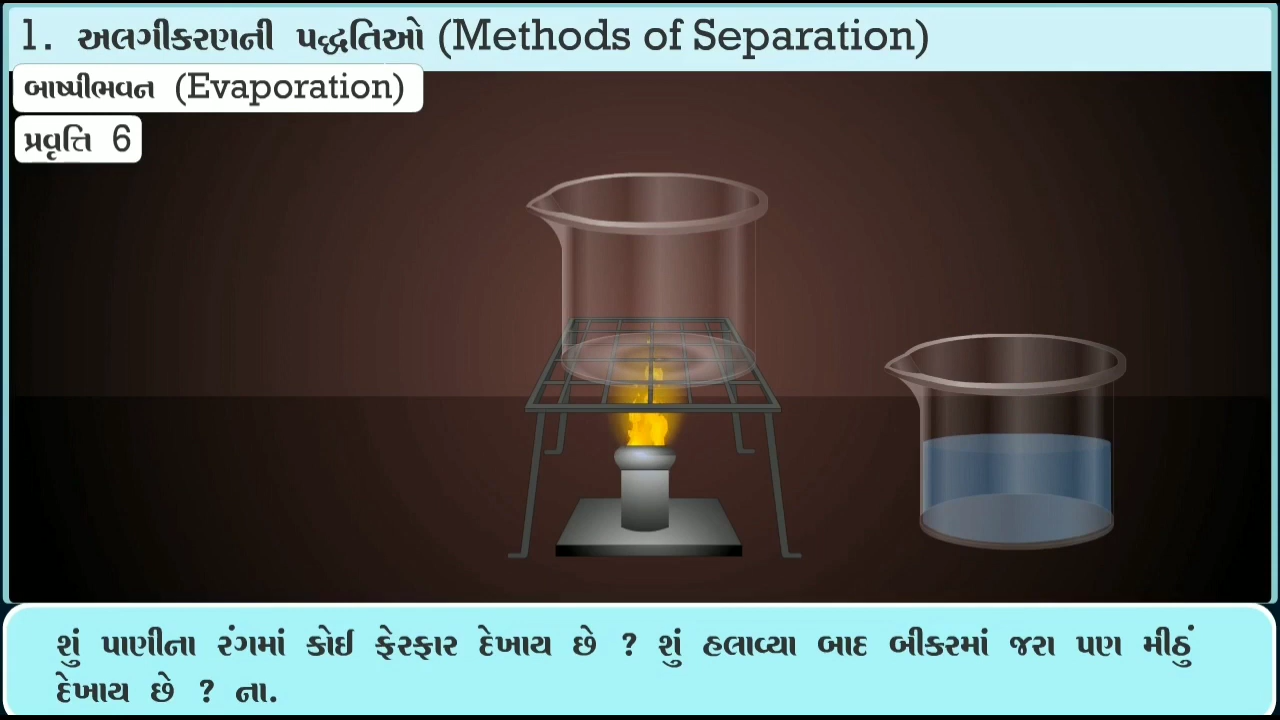 1. અલગીકરણની પદ્ધતિઓ (Methods of Separation)
બાષ્પીભવન (Evaporation)
પ્રવૃત્તિ 6
શું પાણીના રંગમાં કોઈ ફેરફાર દેખાય છે ? શું હલાવ્યા બાદ બીકરમાં જરા પણ મીઠું
દેખાય છે ? ના.